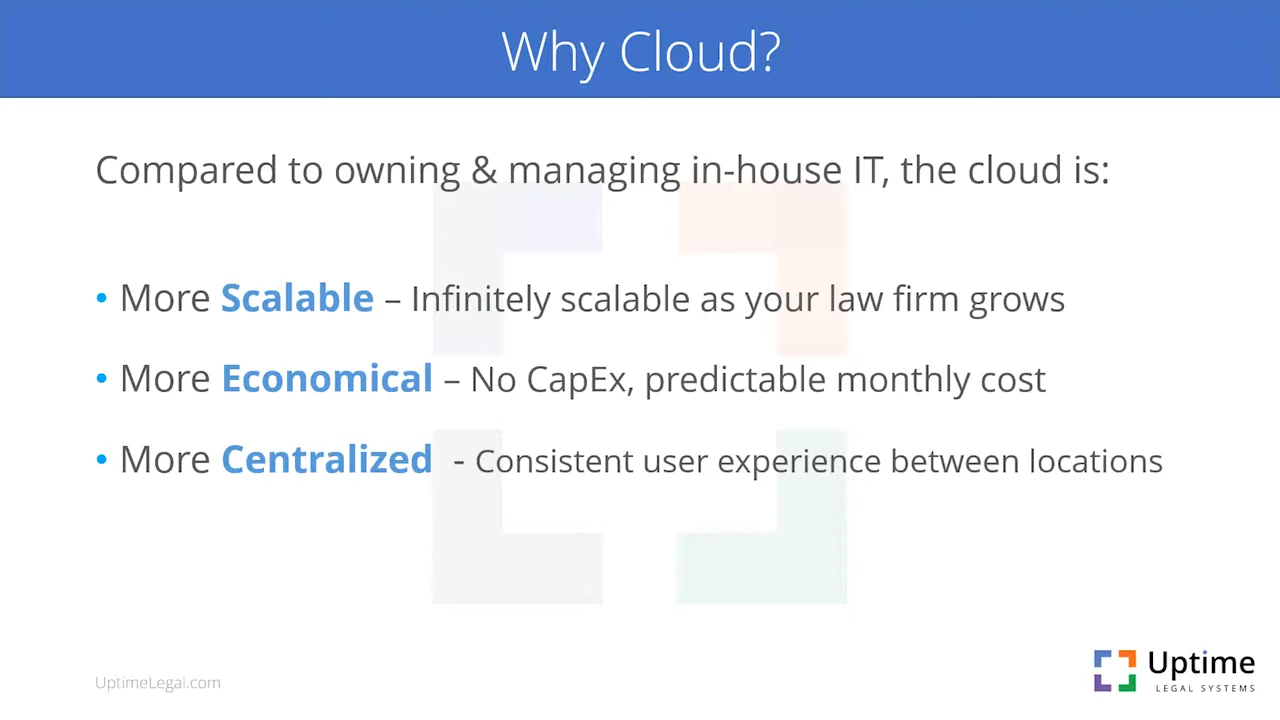 Why Cloud?
Compared to owning & managing in-house IT, the cloud is:
• More Scalable – Infinitely scalable as your law firm grows
• More Economical – No CapEx, predictable monthly cost
• More Centralized - Consistent user experience between locations
UptimeLegal.com
Uptime
LEGAL SYSTEMS